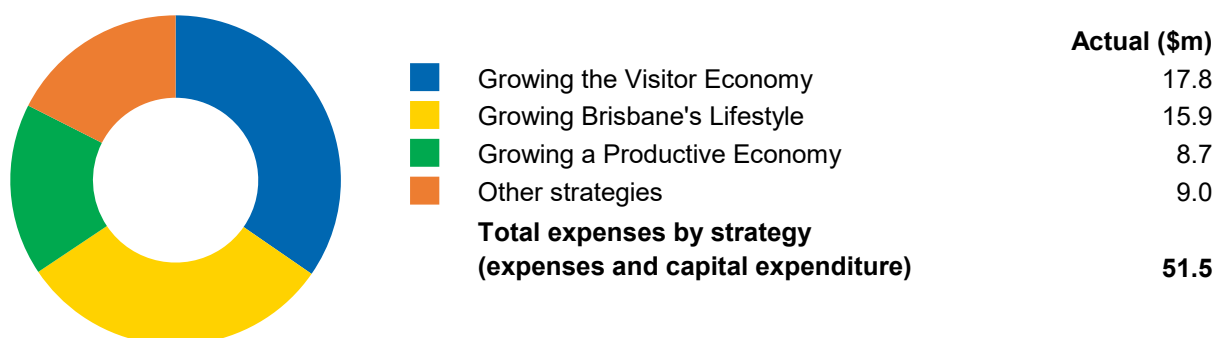 Actual ($m)
Growing the Visitor Economy 17.8
Growing Brisbane's Lifestyle 15.9
Growing a Productive Economy 8.7
Other strategies 9.0
Total expenses by strategy
(expenses and capital expenditure) 51.5